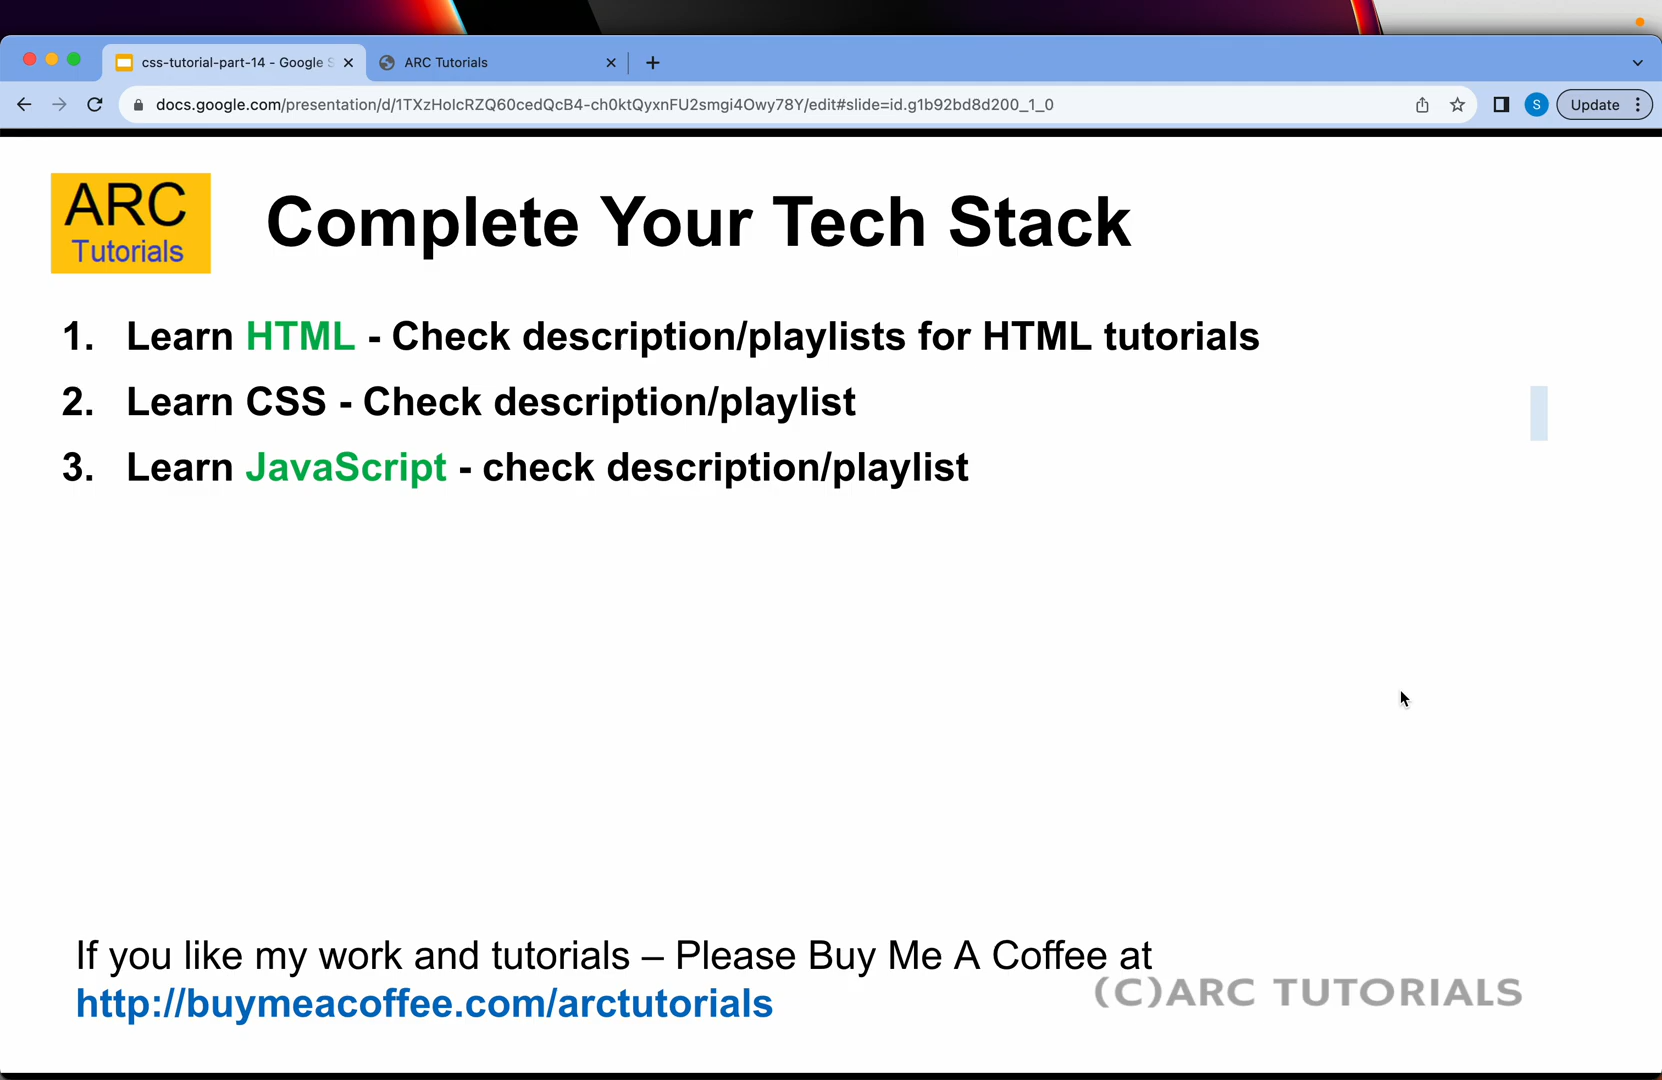 css-tutorial-part-14 - Google S
ARC Tutorials
docs.google.com/presentation/d/1TXzHolcRZQ60cedQcB4-ch0ktQyxnFU2smgi4Owy78Y/edit#slide=id.g1b92bd8d200_1_0
S
Update
ARC
Tutorials
Complete Your Tech Stack
1. Learn HTML - Check description/playlists for HTML tutorials
2. Learn CSS - Check description/playlist
3. Learn JavaScript - check description/playlist
If you like my work and tutorials – Please Buy Me A Coffee at
http://buymeacoffee.com/arctutorials
(C)ARC TUTORIALS